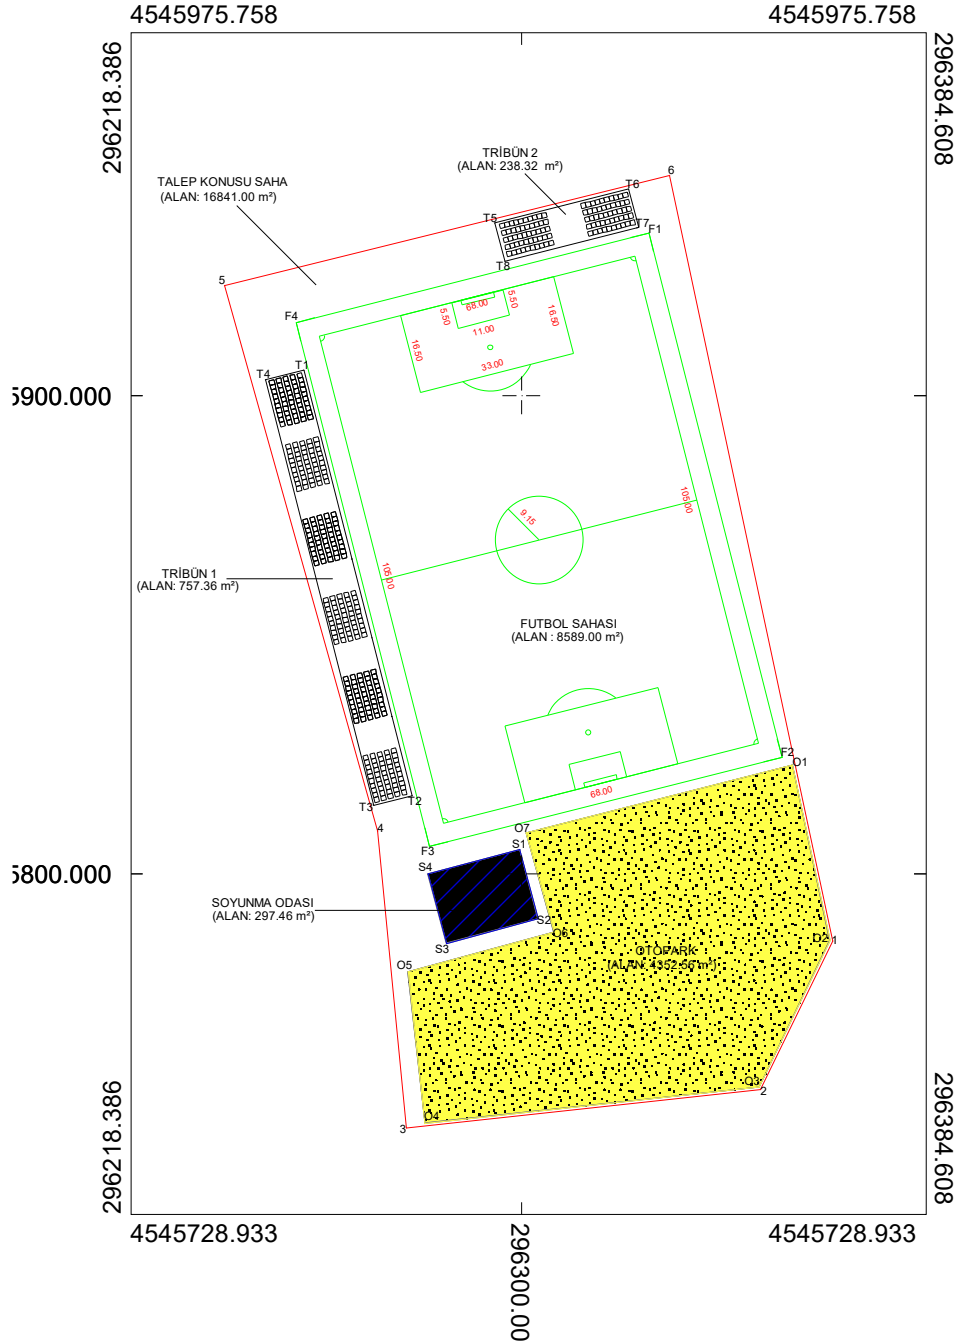 4545975.758
4545975.758
296218.386
296384.608
TRİBÜN 2
(ALAN: 238.32 m²)
TALEP KONUSU SAHA
(ALAN: 16841.00 m²)
6
T6
T5
T7
F1
T8
5
F4
68.00
5.50
5.50
16.50
11.00
16.50
33.00
T1
T4
5900.000
105.00
9.15
TRİBÜN 1
(ALAN: 757.36 m²)
105.00
FUTBOL SAHASI
(ALAN : 8589.00 m²)
F2
O1
68.00
T3
T2
4
O7
F3
S1
S4
5800.000
SOYUNMA ODASI
(ALAN: 297.46 m²)
S2
O6
S3
O2
1
OTOPARK
(ALAN: 4352.56 m²)
O5
O3
2
O4
3
296218.386
296384.608
4545728.933
4545728.933
296300.00